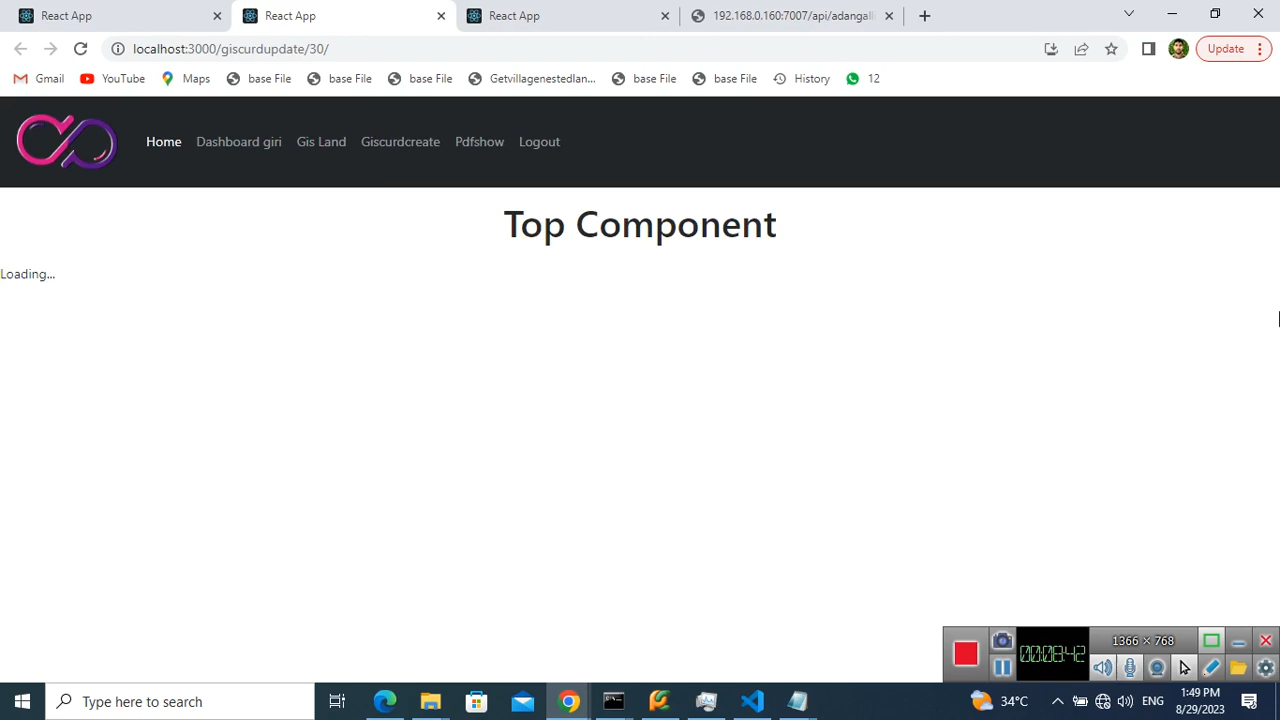 React App
React App
React App
192.168.0.160:7007/api/adangal
localhost:3000/giscurdupdate/30/
Update
Gmail
YouTube
Maps
base File
base File
base File
Getvillagenestedlan...
base File
base File
History
12
Home
Dashboard giri
Gis Land
Giscurdcreate
Pdfshow
Logout
Top Component
Loading...
1366 × 768
00:08:42
Type here to search
34°C
ENG
1:49 PM
8/29/2023